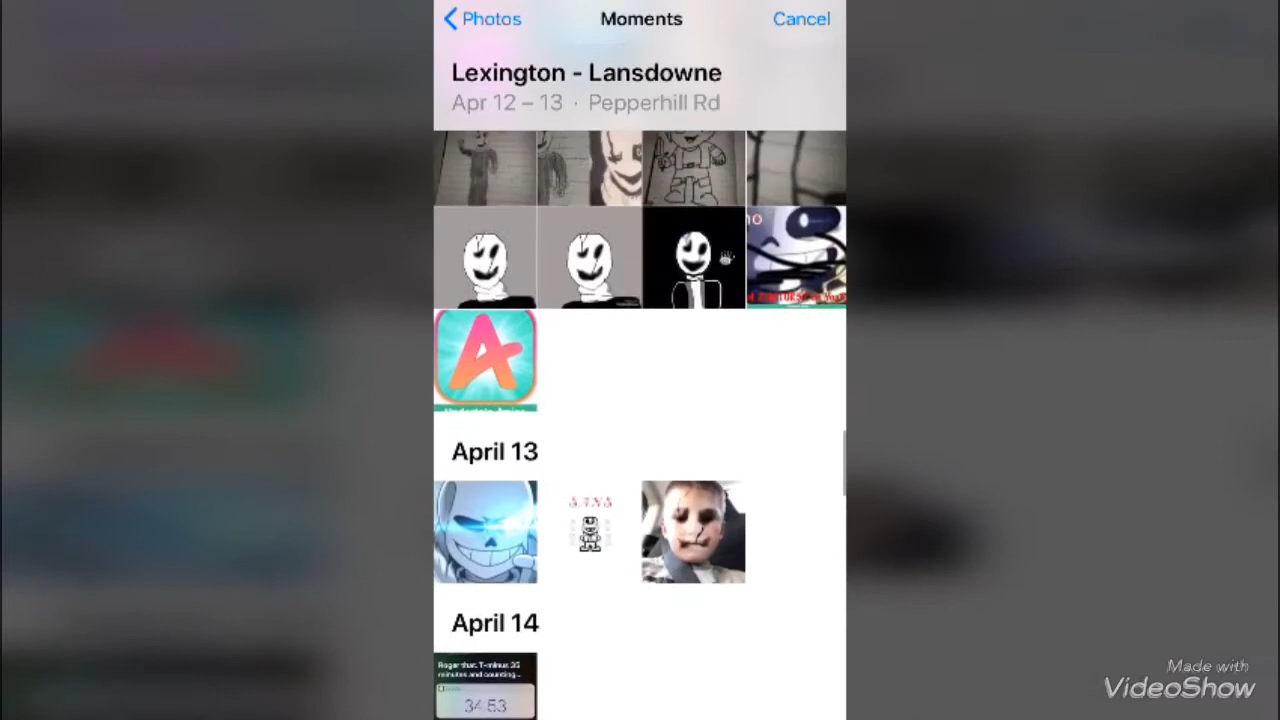 Photos
Moments
Cancel
Lexington - Lansdowne
Apr 12 – 13 · Pepperhill Rd
April 13
SANS
April 14
Roger that. T-minus 35
minutes and counting...
34:53
Made with
VideoShow